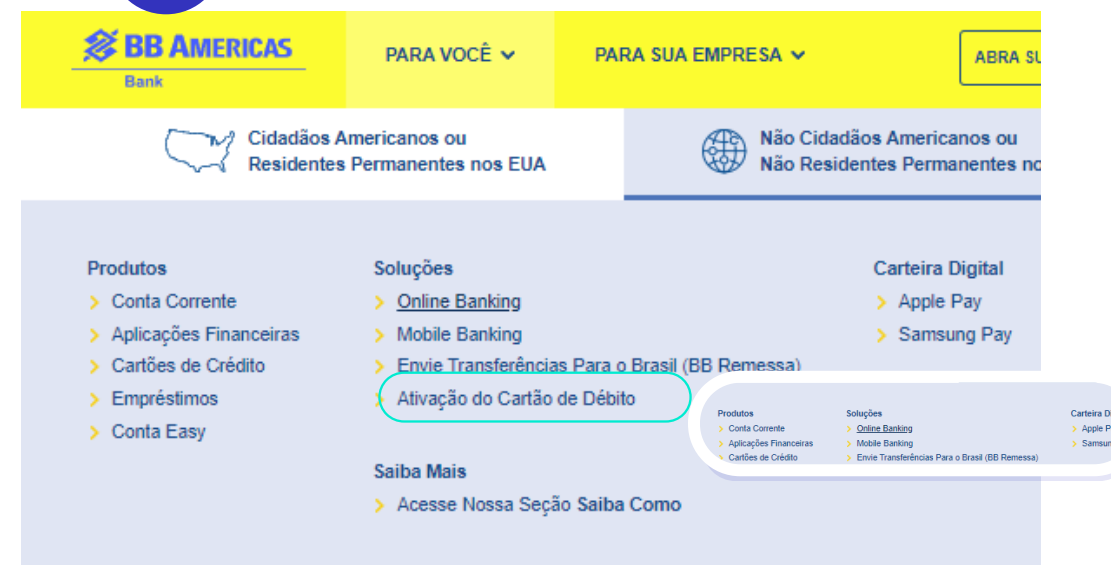 BB AMERICAS
Bank
PARA VOCÊ
PARA SUA EMPRESA
ABRA SU
Cidadãos Americanos ou
Residentes Permanentes nos EUA
Não Cidadãos Americanos ou
Não Residentes Permanentes no
Produtos
Conta Corrente
Aplicações Financeiras
Cartões de Crédito
Empréstimos
Conta Easy
Soluções
Online Banking
Mobile Banking
Envie Transferências Para o Brasil (BB Remessa)
Ativação do Cartão de Débito
Saiba Mais
Acesse Nossa Seção Saiba Como
Carteira Digital
Apple Pay
Samsung Pay
Produtos
Conta Corrente
Aplicações Financeiras
Cartões de Crédito
Soluções
Online Banking
Mobile Banking
Envie Transferências Para o Brasil (BB Remessa)
Carteira D
Apple P
Samsun